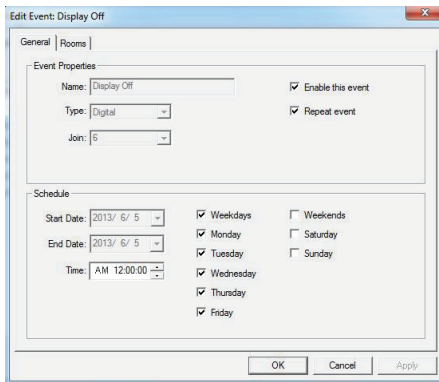 Edit Event: Display Off
General Rooms
Event Properties
Name: Display Off
Enable this event
Type: Digital
Repeat event
Join: 6
Schedule
Start Date: 2013/ 6/ 5
Weekdays
Weekends
Monday
Saturday
End Date: 2013/ 6/ 5
Tuesday
Sunday
Time: AM 12:00:00
Wednesday
Thursday
Friday
OK Cancel Apply